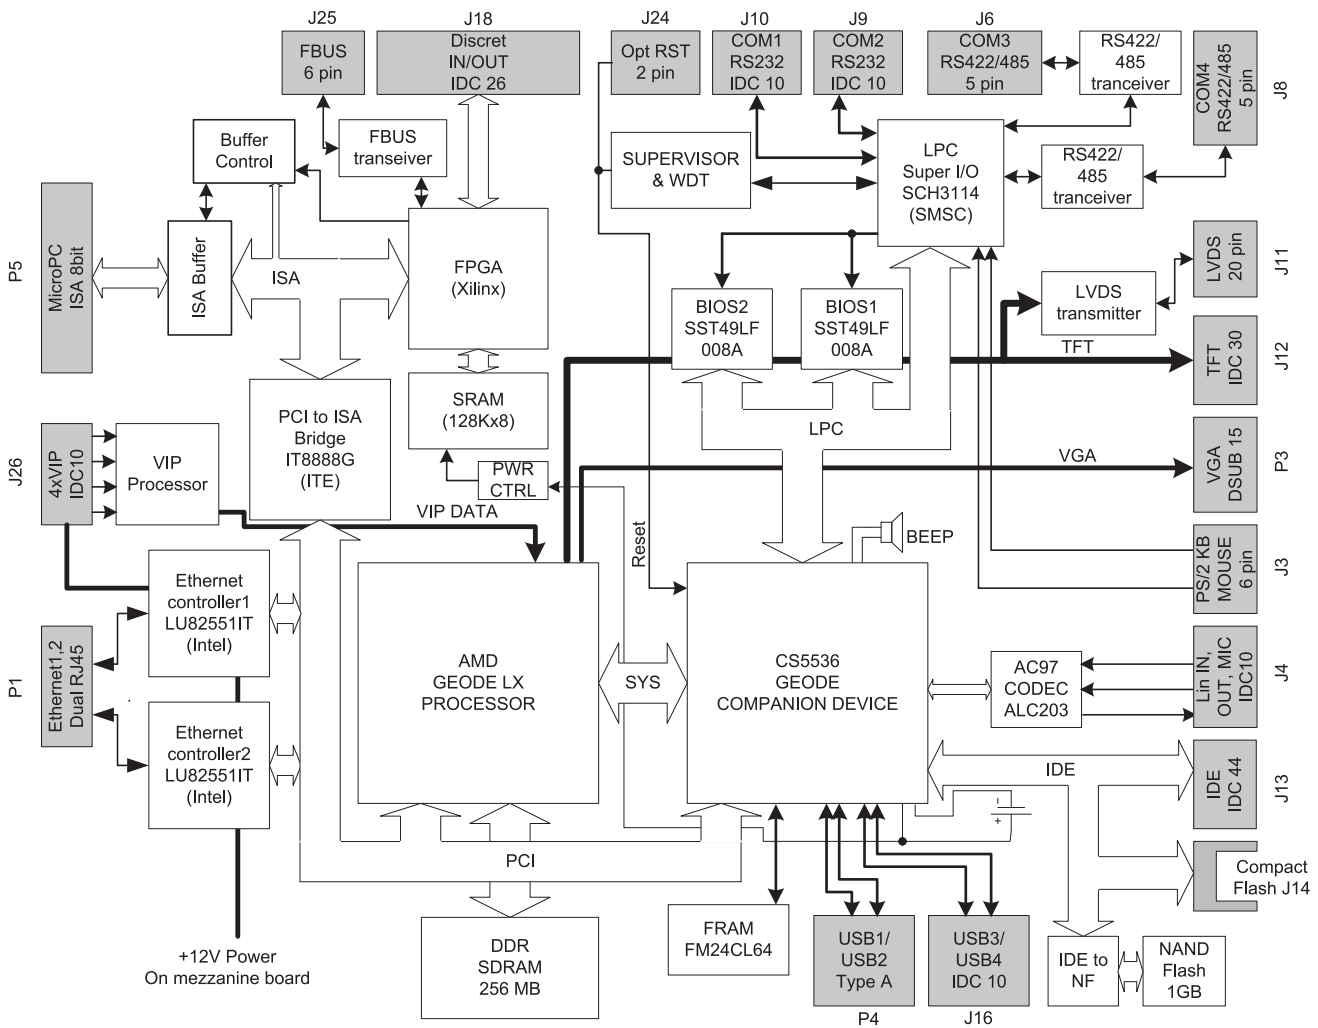 J25
J18
J24
J10
J9
J6
FBUS
6 pin
Discret
IN/OUT
IDC 26
Opt RST
2 pin
COM1
RS232
IDC 10
COM2
RS232
IDC 10
COM3
RS422/485
5 pin
RS422/
485
tranceiver
COM4
RS422/485
5 pin
J8
Buffer
Control
FBUS
transeiver
SUPERVISOR
& WDT
LPC
Super I/O
SCH3114
(SMSC)
RS422/
485
tranceiver
P5
MicroPC
ISA 8bit
ISA Buffer
ISA
FPGA
(Xilinx)
BIOS2
SST49LF
008A
BIOS1
SST49LF
008A
LVDS
transmitter
LVDS
20 pin
J11
TFT
TFT
IDC 30
J12
PCI to ISA
Bridge
IT8888G
(ITE)
SRAM
(128Kx8)
LPC
J26
4xVIP
IDC10
VIP
Processor
PWR
CTRL
VGA
VGA
DSUB 15
P3
VIP DATA
Reset
BEEP
PS/2 KB
MOUSE
6 pin
J3
Ethernet
controller1
LU82551IT
(Intel)
P1
Ethernet1,2
Dual RJ45
AMD
GEODE LX
PROCESSOR
SYS
CS5536
GEODE
COMPANION DEVICE
AC97
CODEC
ALC203
Lin IN,
OUT, MIC
IDC10
J4
Ethernet
controller2
LU82551IT
(Intel)
IDE
IDE
IDC 44
J13
-
+
PCI
Compact
Flash J14
+12V Power
On mezzanine board
DDR
SDRAM
256 MB
FRAM
FM24CL64
USB1/
USB2
Type A
P4
USB3/
USB4
IDC 10
J16
IDE to
NF
NAND
Flash
1GB